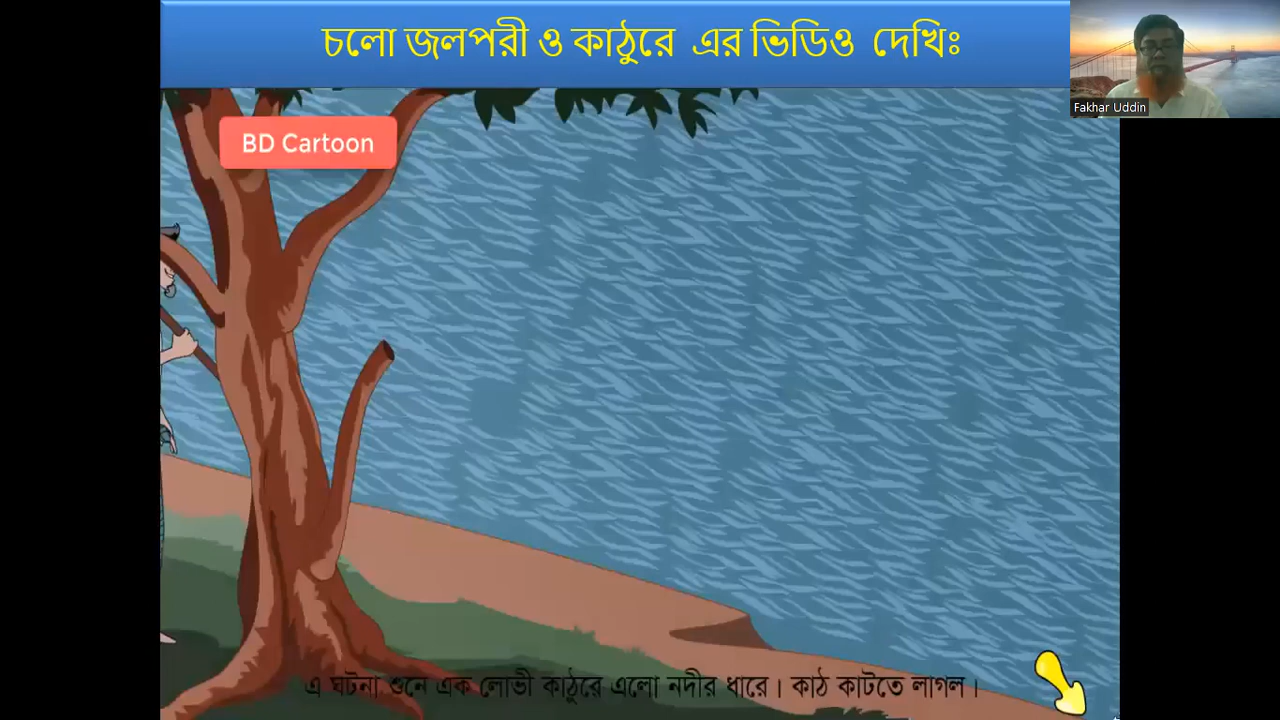 চলো জলপরী ও কাঠুরে এর ভিডিও দেখিঃ
Fakhar Uddin
BD Cartoon
এ ঘটনা শুনে এক লোভী কাঠুরে এলো নদীর ধারে। কাঠ কাটতে লাগল।